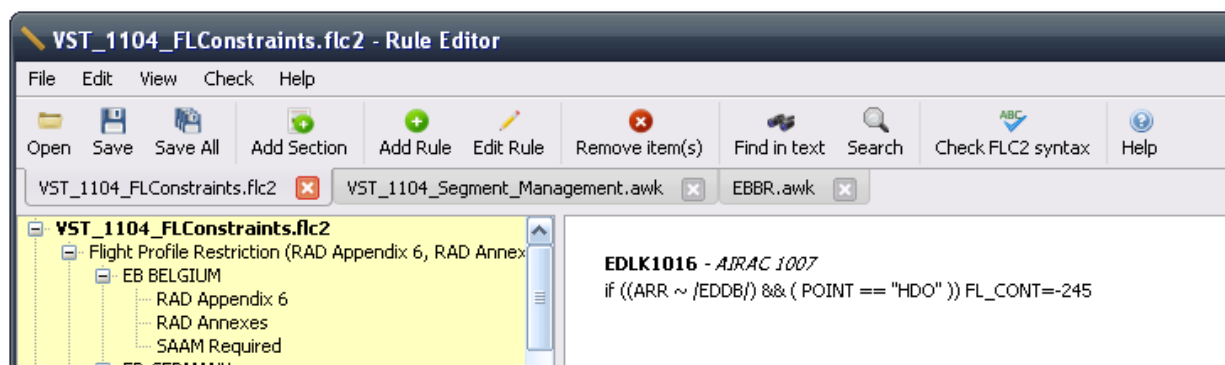 VST_1104_FLConstraints.flc2 - Rule Editor
File Edit View Check Help
Open Save Save All Add Section Add Rule Edit Rule Remove item(s) Find in text Search Check FLC2 syntax Help
VST_1104_FLConstraints.flc2 VST_1104_Segment_Management.awk EBBR.awk
VST_1104_FLConstraints.flc2
Flight Profile Restriction (RAD Appendix 6, RAD Annex
EB BELGIUM
RAD Appendix 6
RAD Annexes
SAAM Required
EDLK1016 - AIRAC 1007
if ((ARR ~ /EDDB/) && ( POINT == "HDO" )) FL_CONT=-245